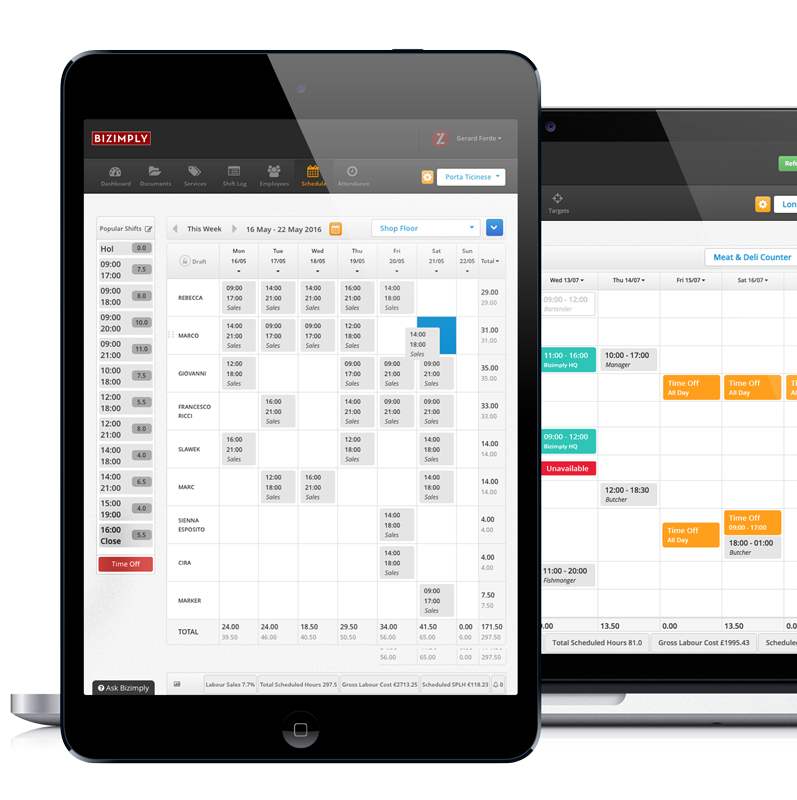 BIZIMPLY
Z Gerard Fonte
Dashboard Documents Services Shift Log Employees Schedule Attendance
Porta Ticinese
Popular Shifts
Hol 0.0
09:00
17:00 7.5
09:00
18:00 8.0
09:00
20:00 10.0
09:00
21:00 11.0
10:00
18:00 7.5
12:00
18:00 5.5
12:00
21:00 8.0
14:00
18:00 4.0
14:00
21:00 6.5
15:00
19:00 4.0
16:00
Close 5.5
Time Off
This Week 16 May - 22 May 2016 Shop Floor
Mon Tue Wed Thu Fri Sat Sun
Draft 16/05 17/05 18/05 19/05 20/05 21/05 22/05 Total
REBECCA
09:00 14:00 14:00 16:00 14:00
17:00 21:00 21:00 21:00 18:00
Sales Sales Sales Sales Sales
29.00
29.00
MARCO
14:00 09:00 09:00 12:00 14:00
21:00 17:00 17:00 18:00 18:00
Sales Sales Sales Sales Sales
31.00
31.00
GIOVANNI
12:00 09:00 09:00 09:00
18:00 17:00 21:00 21:00
Sales Sales Sales Sales
35.00
35.00
FRANCESCO
RICCI
16:00 14:00 09:00 09:00
21:00 21:00 21:00 21:00
Sales Sales Sales Sales
33.00
33.00
SLAWEK
16:00 12:00 14:00
21:00 18:00 18:00
Sales Sales Sales
14.00
14.00
MARC
12:00 16:00 14:00
18:00 21:00 18:00
Sales Sales Sales
14.00
14.00
SIENNA
ESPOSITO
14:00
18:00
Sales
4.00
4.00
CIRA
14:00
18:00
Sales
4.00
4.00
MARKER
09:00
17:00
Sales
7.50
7.50
TOTAL
24.00 24.00 18.50 29.50 34.00 41.50 0.00 171.50
39.50 46.00 40.50 50.50 56.00 65.00 0.00 297.50
56.00 65.00 0.00 297.50
Ask Bizimply
Labour Sales 7.7% Total Scheduled Hours 297.5 Gross Labour Cost €2713.25 Scheduled SPLH €118.23 0
Targets
Meat & Deli Counter
Wed 13/07 Thu 14/07 Fri 15/07 Sat 16/07
09:00 - 12:00
Bartender
11:00 - 16:00 10:00 - 17:00
Bizimply HQ Manager
Time Off Time Off
All Day All Day
09:00 - 12:00
Bizimply HQ
Unavailable
12:00 - 18:30
Butcher
Time Off
All Day
Time Off
09:00 - 17:00
18:00 - 01:00
Butcher
11:00 - 20:00
Fishmonger
13.50 0.00 13.50
Total Scheduled Hours 81.0 Gross Labour Cost £1995.43